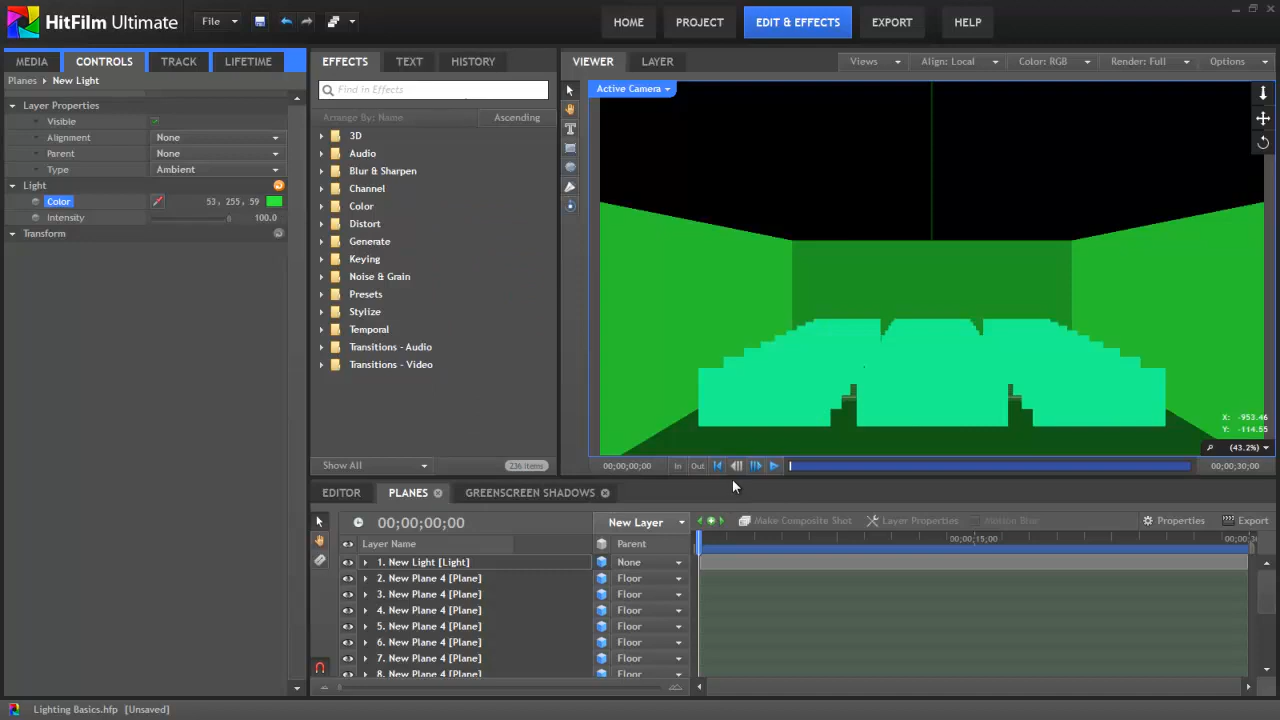 HitFilm Ultimate
File
HOME
PROJECT
EDIT & EFFECTS
EXPORT
HELP
MEDIA
CONTROLS
TRACK
LIFETIME
Planes
New Light
Layer Properties
Visible
Alignment
None
Parent
None
Type
Ambient
Light
Color
53, 255, 59
Intensity
100.0
Transform
EFFECTS
TEXT
HISTORY
Find in Effects
Arrange By: Name
Ascending
3D
Audio
Blur & Sharpen
Channel
Color
Distort
Generate
Keying
Noise & Grain
Presets
Stylize
Temporal
Transitions - Audio
Transitions - Video
Show All
236 items
VIEWER
LAYER
Views
Align: Local
Color: RGB
Render: Full
Options
Active Camera
X: -953.46
Y: -114.55
(43.2%)
00;00;00;00
In
Out
00;00;30;00
EDITOR
PLANES
GREENSCREEN SHADOWS
00;00;00;00
New Layer
Make Composite Shot
Layer Properties
Motion Blur
Properties
Export
Layer Name
Parent
00;00;15;00
1. New Light [Light]
None
2. New Plane 4 [Plane]
Floor
3. New Plane 4 [Plane]
Floor
4. New Plane 4 [Plane]
Floor
5. New Plane 4 [Plane]
Floor
6. New Plane 4 [Plane]
Floor
7. New Plane 4 [Plane]
Floor
8. New Plane 4 [Plane]
Floor
Lighting Basics.hfp [Unsaved]